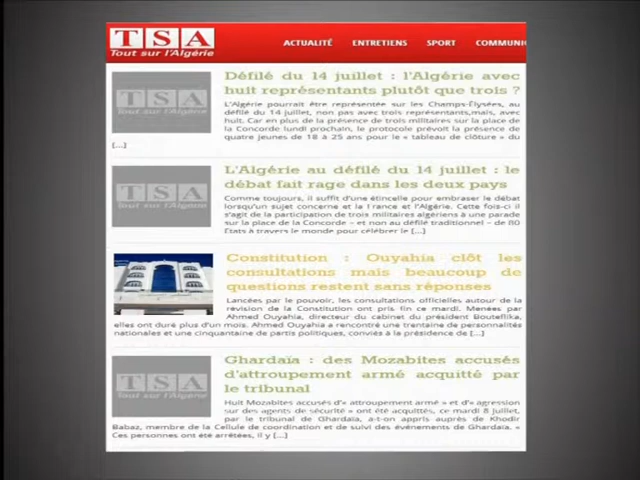 TSA
Tout sur l'Algérie
ACTUALITÉ ENTRETIENS SPORT COMMUNI
TSA
Tout sur l'Algérie
Défilé du 14 juillet : l'Algérie avec
huit représentants plutôt que trois ?
L'Algérie pourrait être représentée sur les Champs-Élysées, au
défilé du 14 juillet, non pas avec trois représentants,mais, avec
huit. Car en plus de la présence de trois militaires sur la place de
la Concorde lundi prochain, le protocole prévoit la présence de
quatre jeunes de 18 à 25 ans pour le « tableau de clôture » du
[...]
TSA
Tout sur l'Algérie
L'Algérie au défilé du 14 juillet : le
débat fait rage dans les deux pays
Comme toujours, il suffit d'une étincelle pour embraser le débat
lorsqu'un sujet concerne et la France et l'Algérie. Cette fois-ci il
s'agit de la participation de trois militaires algériens à une parade
sur la place de la Concorde – et non au défilé traditionnel – de 80
États à travers le monde pour célébrer le [...]
Constitution : Ouyahia clôt les
consultations mais beaucoup de
questions restent sans réponses
Lancées par le pouvoir, les consultations officielles autour de la
révision de la Constitution ont pris fin ce mardi. Menées par
Ahmed Ouyahia, directeur du cabinet du président Bouteflika,
elles ont duré plus d'un mois. Ahmed Ouyahia a rencontré une trentaine de personnalités
nationales et une cinquantaine de partis politiques, conviés à la présidence de [...]
TSA
Tout sur l'Algérie
Ghardaïa : des Mozabites accusés
d'attroupement armé acquitté par
le tribunal
Huit Mozabites accusés d'« attroupement armé » et d'« agression
sur des agents de sécurité » ont été acquittés, ce mardi 8 juillet,
par le tribunal de Ghardaïa, a-t-on appris auprès de Khodir
Babaz, membre de la Cellule de coordination et de suivi des événements de Ghardaïa. «
Ces personnes ont été arrêtées, il y [...]